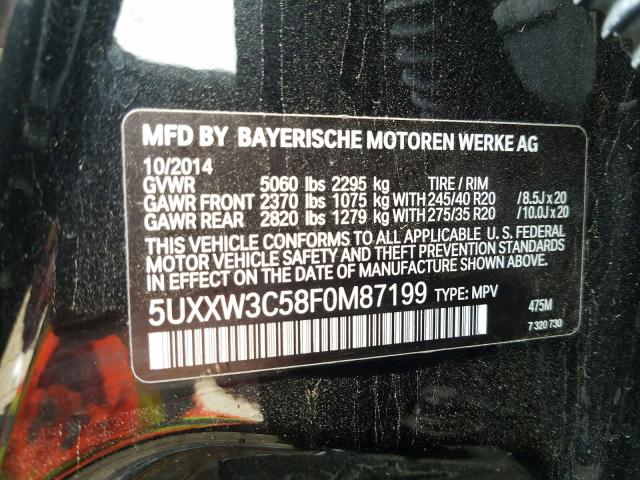 MFD BY BAYERISCHE MOTOREN WERKE AG
10/2014
GVWR 5060 lbs 2295 kg TIRE / RIM
GAWR FRONT 2370 lbs 1075 kg WITH 245/40 R20 /8.5J x 20
GAWR REAR 2820 lbs 1279 kg WITH 275/35 R20 /10.0J x 20
THIS VEHICLE CONFORMS TO ALL APPLICABLE U. S. FEDERAL
MOTOR VEHICLE SAFETY AND THEFT PREVENTION STANDARDS
IN EFFECT ON THE DATE OF MANUFACTURE SHOWN ABOVE.
5UXXW3C58F0M87199 TYPE: MPV 475M
7 320 730